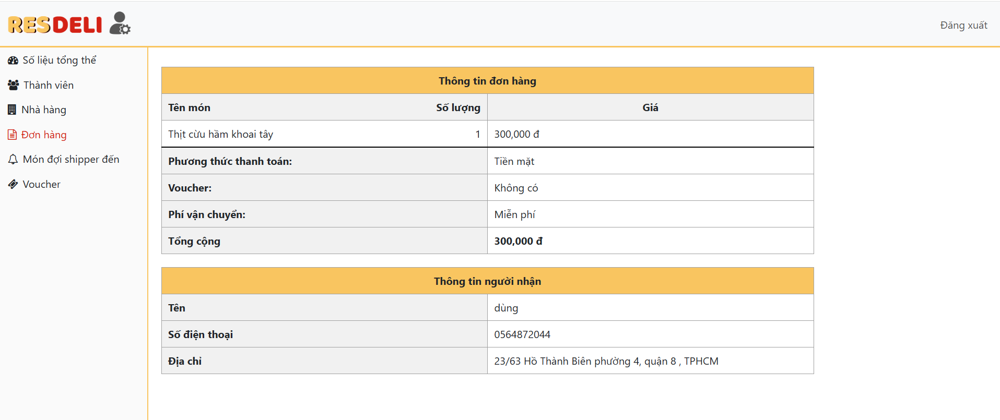 RESDELI
Đăng xuất
Số liệu tổng thể
Thành viên
Nhà hàng
Đơn hàng
Món đợi shipper đến
Voucher
Thông tin đơn hàng
Tên món Số lượng Giá
Thịt cừu hầm khoai tây 1 300,000 đ
Phương thức thanh toán: Tiền mặt
Voucher: Không có
Phí vận chuyển: Miễn phí
Tổng cộng 300,000 đ
Thông tin người nhận
Tên dùng
Số điện thoại 0564872044
Địa chỉ 23/63 Hồ Thành Biên phường 4, quận 8 , TPHCM